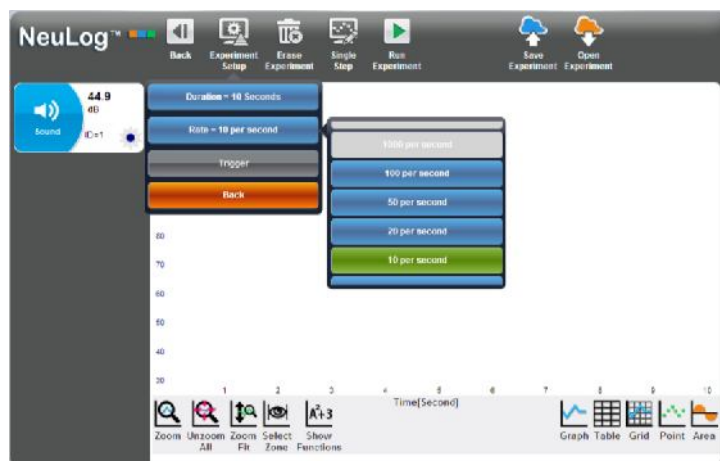 NeuLog™
Back
Experiment
Setup
Erase
Experiment
Single
Step
Run
Experiment
Save
Experiment
Open
Experiment
Sound
44.9
dB
ID=1
Duration = 10 Seconds
Rate = 10 per second
Trigger
Back
1000 per second
100 per second
50 per second
20 per second
10 per second
80
70
60
50
40
30
20
1
2
3
4
5
6
7
8
9
10
Time[Second]
A²+3
Zoom
Unzoom
All
Zoom
Fit
Select
Zone
Show
Functions
Graph
Table
Grid
Point
Area